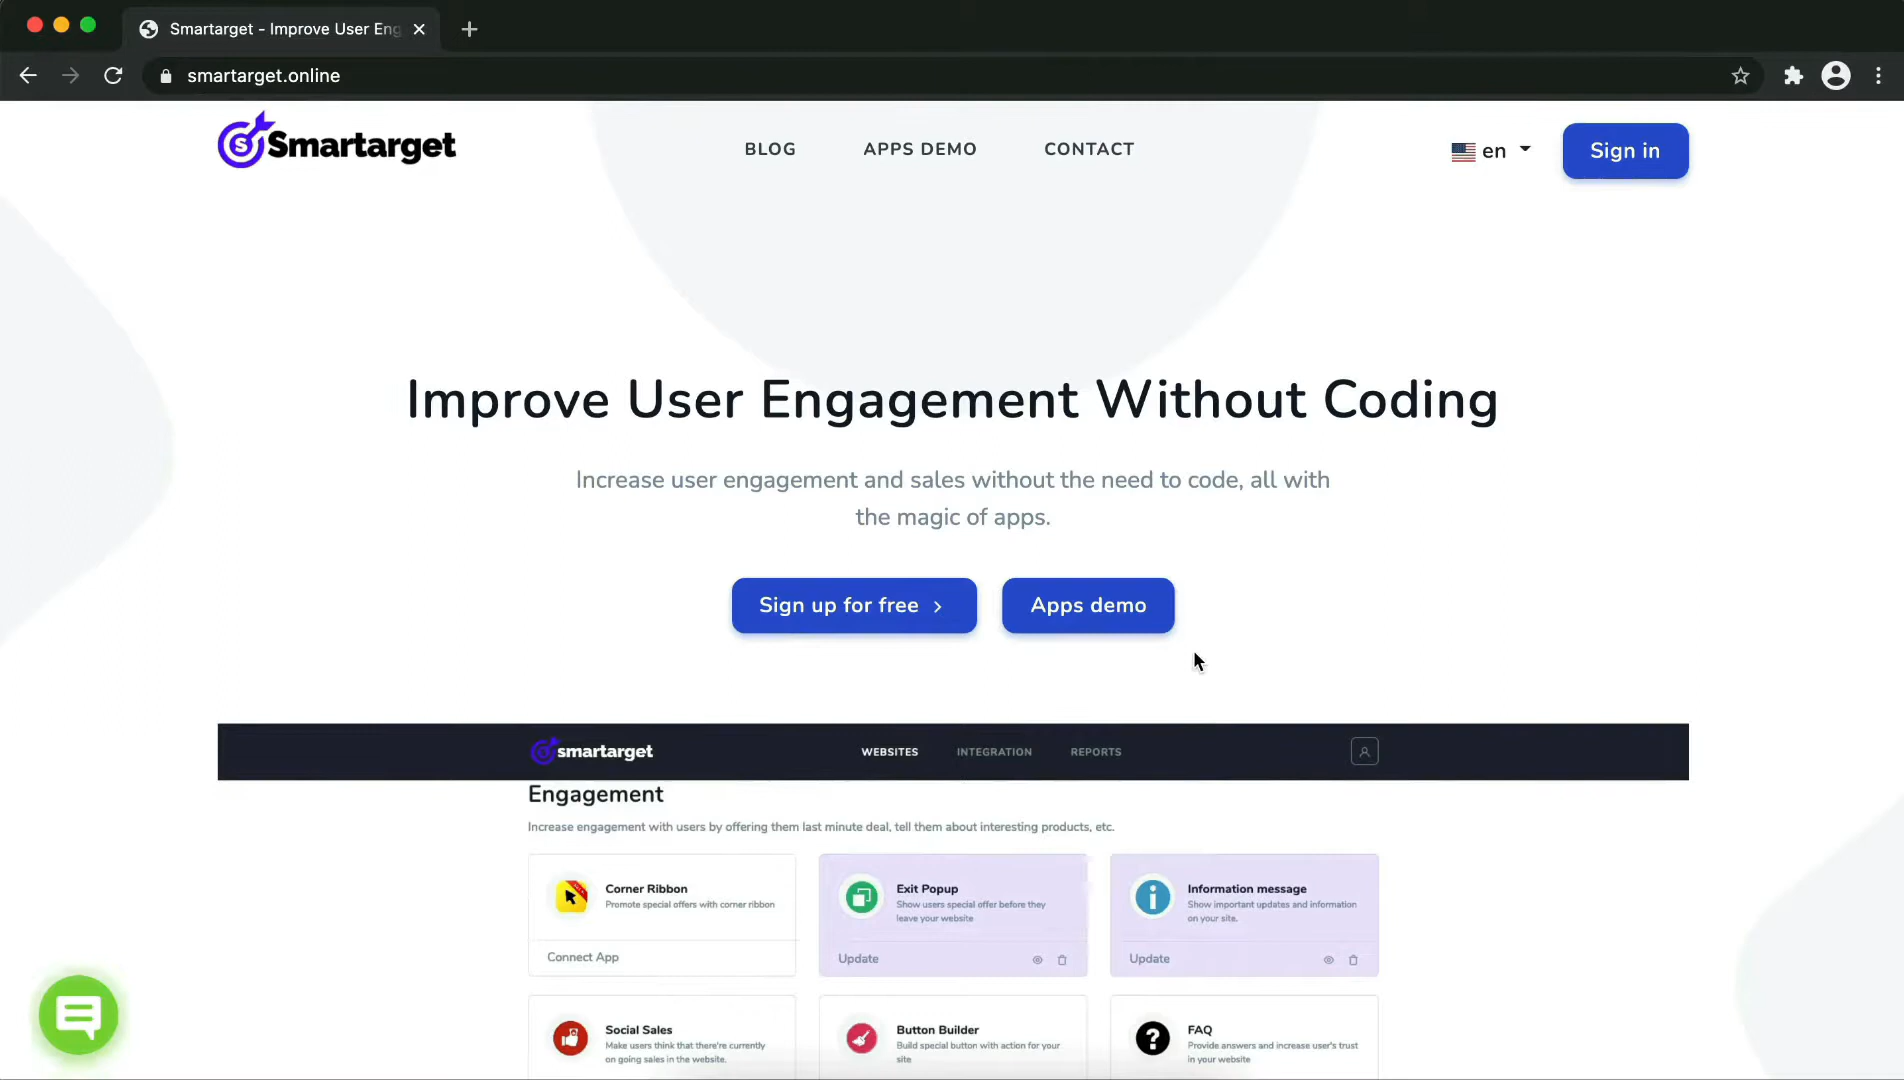 Smartarget - Improve User Eng
smartarget.online
Smartarget
BLOG
APPS DEMO
CONTACT
en
Sign in
Improve User Engagement Without Coding
Increase user engagement and sales without the need to code, all with
the magic of apps.
Sign up for free
Apps demo
smartarget
WEBSITES
INTEGRATION
REPORTS
Engagement
Increase engagement with users by offering them last minute deal, tell them about interesting products, etc.
Corner Ribbon
Promote special offers with corner ribbon
Connect App
Exit Popup
Show users special offer before they
leave your website
Update
Information message
Show important updates and information
on your site.
Update
Social Sales
Make users think that there're currently
on going sales in the website.
Button Builder
Build special button with action for your
site
FAQ
Provide answers and increase user's trust
in your website